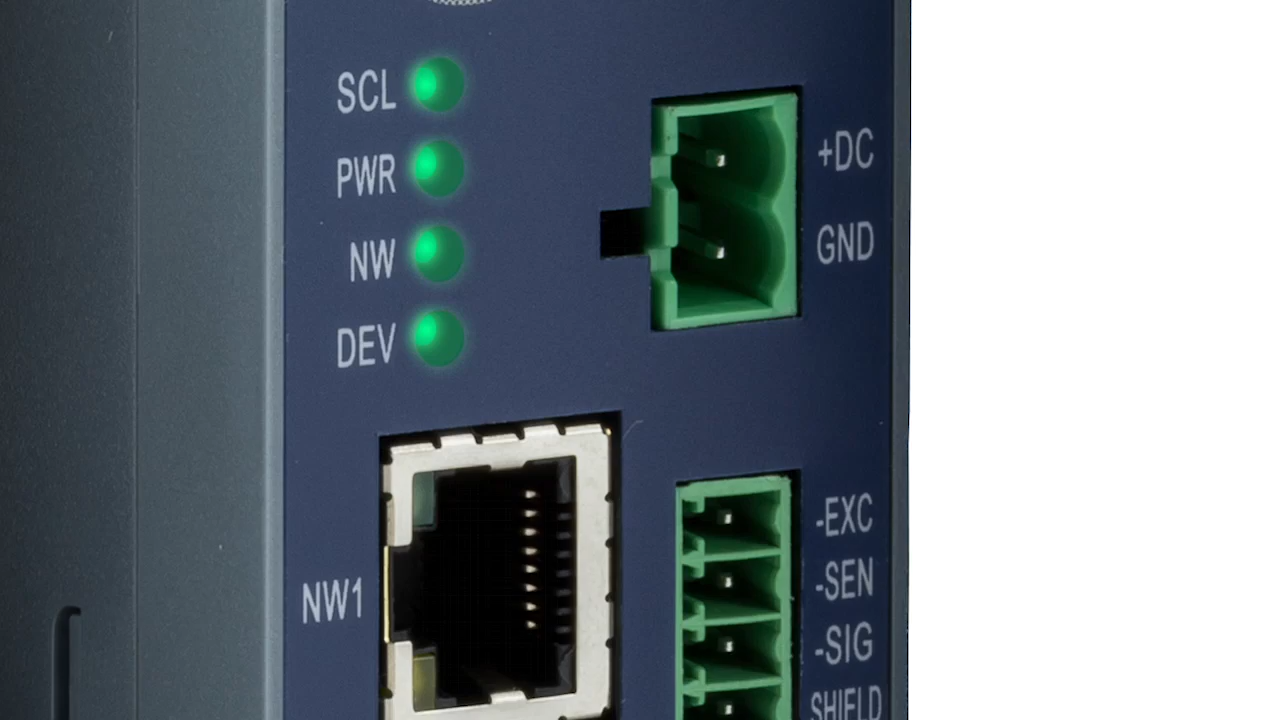 SCL
PWR
NW
DEV
+DC
GND
NW1
-EXC
-SEN
-SIG
SHIELD